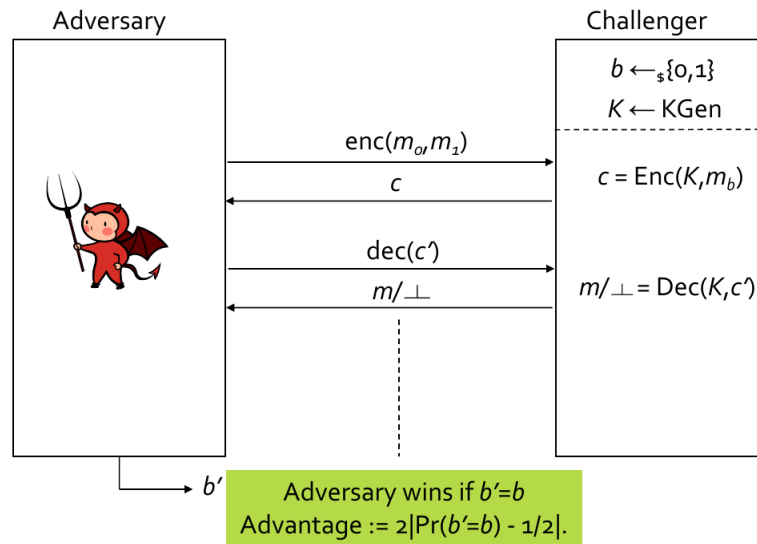 Adversary
Challenger
b ←$ {0,1}
K ← KGen
enc(m₀,m₁)
c = Enc(K,m_b)
c
dec(c′)
m/⊥ = Dec(K,c′)
m/⊥
b′
Adversary wins if b′=b
Advantage := 2|Pr(b′=b) - 1/2|.